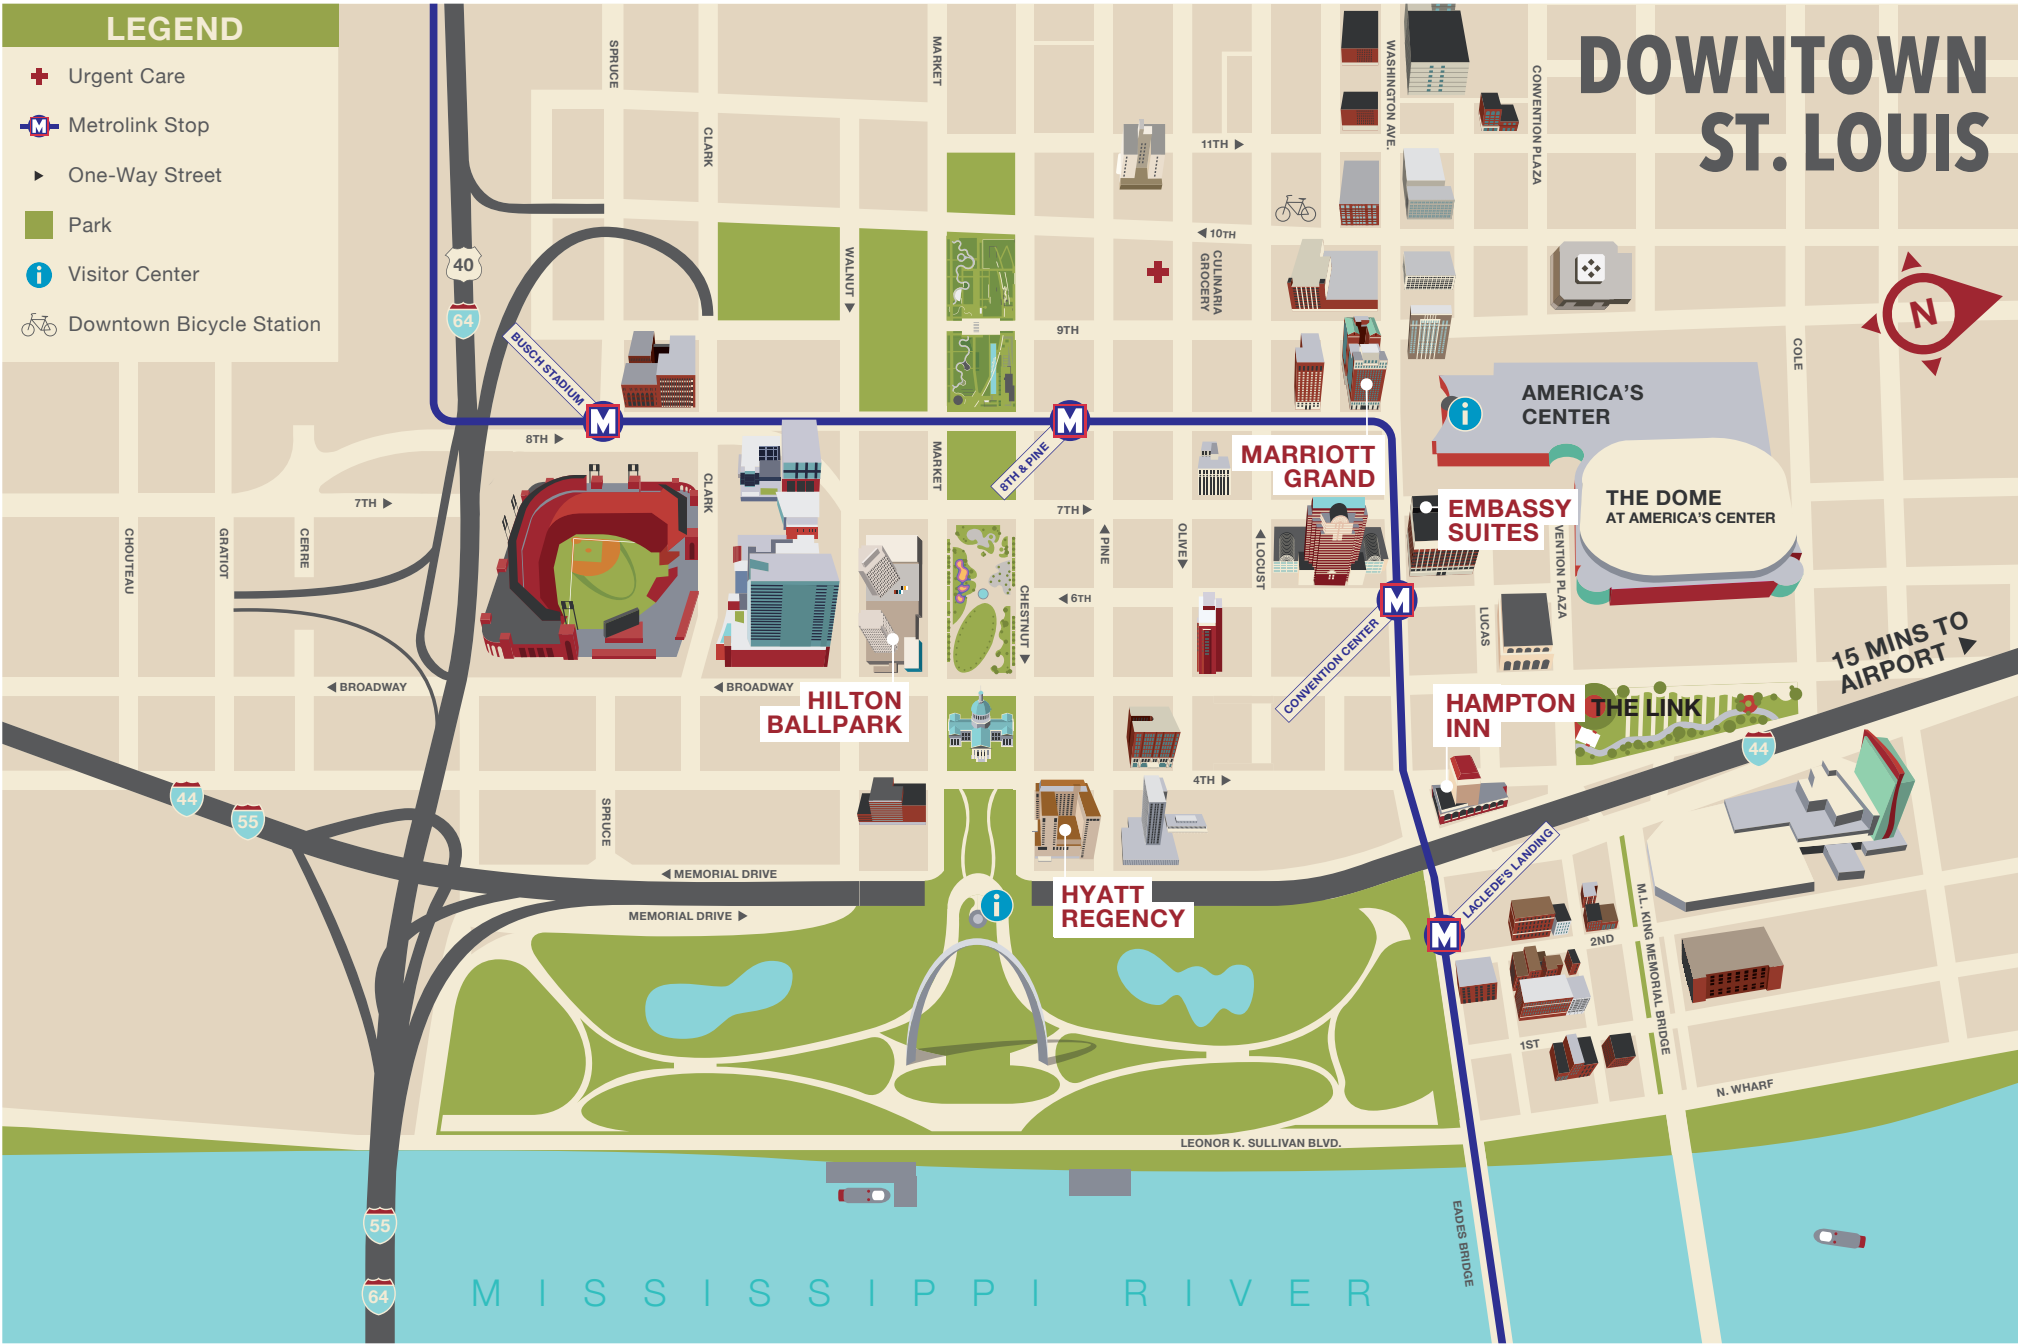 LEGEND
Urgent Care
M Metrolink Stop
One-Way Street
Park
i Visitor Center
Downtown Bicycle Station
DOWNTOWN
ST. LOUIS
SPRUCE
MARKET
WASHINGTON AVE.
CONVENTION PLAZA
CLARK
11TH
10TH
CULINARIA
GROCERY
WALNUT
40
64
N
9TH
COLE
BUSCH STADIUM
M
8TH
M
8TH & PINE
MARKET
MARRIOTT
GRAND
i
AMERICA'S
CENTER
THE DOME
AT AMERICA'S CENTER
EMBASSY
SUITES
VENTION PLAZA
7TH
CLARK
7TH
CHOUTEAU
GRATIOT
CERRE
PINE
OLIVE
LOCUST
6TH
CHESTNUT
M
CONVENTION CENTER
LUCAS
15 MINS TO
AIRPORT
BROADWAY
BROADWAY
HILTON
BALLPARK
HAMPTON
INN
THE LINK
44
4TH
44
55
SPRUCE
MEMORIAL DRIVE
MEMORIAL DRIVE
i
HYATT
REGENCY
M
LACLEDE'S LANDING
2ND
M.L. KING MEMORIAL BRIDGE
1ST
N. WHARF
LEONOR K. SULLIVAN BLVD.
EADES BRIDGE
55
64
MISSISSIPPI RIVER